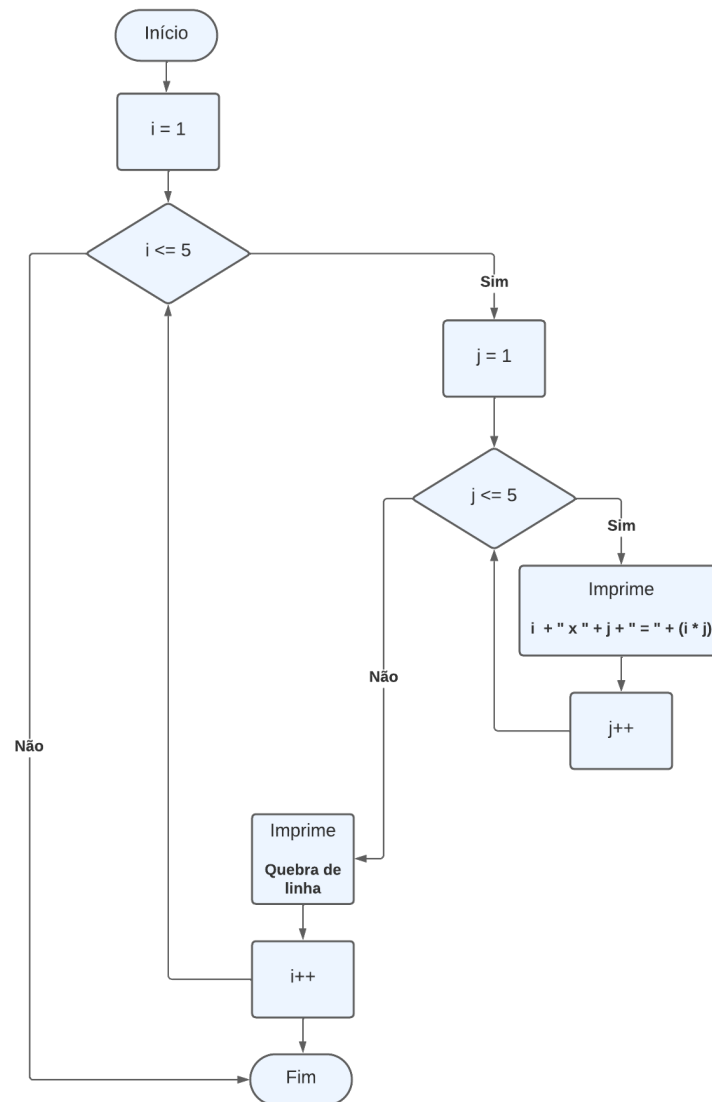 Início
i = 1
i <= 5
Sim
j = 1
j <= 5
Sim
Imprime
i  + " x " + j + " = " + (i * j)
Não
j++
Não
Imprime
Quebra de
linha
i++
Fim